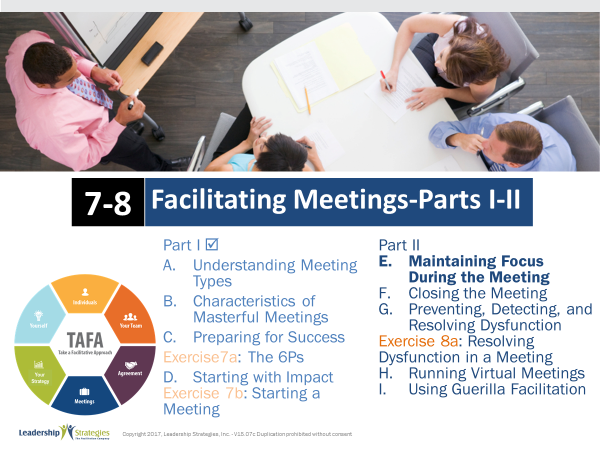 7-8 Facilitating Meetings-Parts I-II
Part I ☑
A. Understanding Meeting
Types
B. Characteristics of
Masterful Meetings
C. Preparing for Success
Exercise7a: The 6Ps
D. Starting with Impact
Exercise 7b: Starting a
Meeting
Part II
E. Maintaining Focus
During the Meeting
F. Closing the Meeting
G. Preventing, Detecting, and
Resolving Dysfunction
Exercise 8a: Resolving
Dysfunction in a Meeting
H. Running Virtual Meetings
I. Using Guerilla Facilitation
Individuals
Yourself
Your Team
TAFA
Take a Facilitative Approach
Your
Strategy
Agreement
Meetings
Leadership Strategies
The Facilitation Company
Copyright 2017, Leadership Strategies, Inc. - V15.07c Duplication prohibited without consent